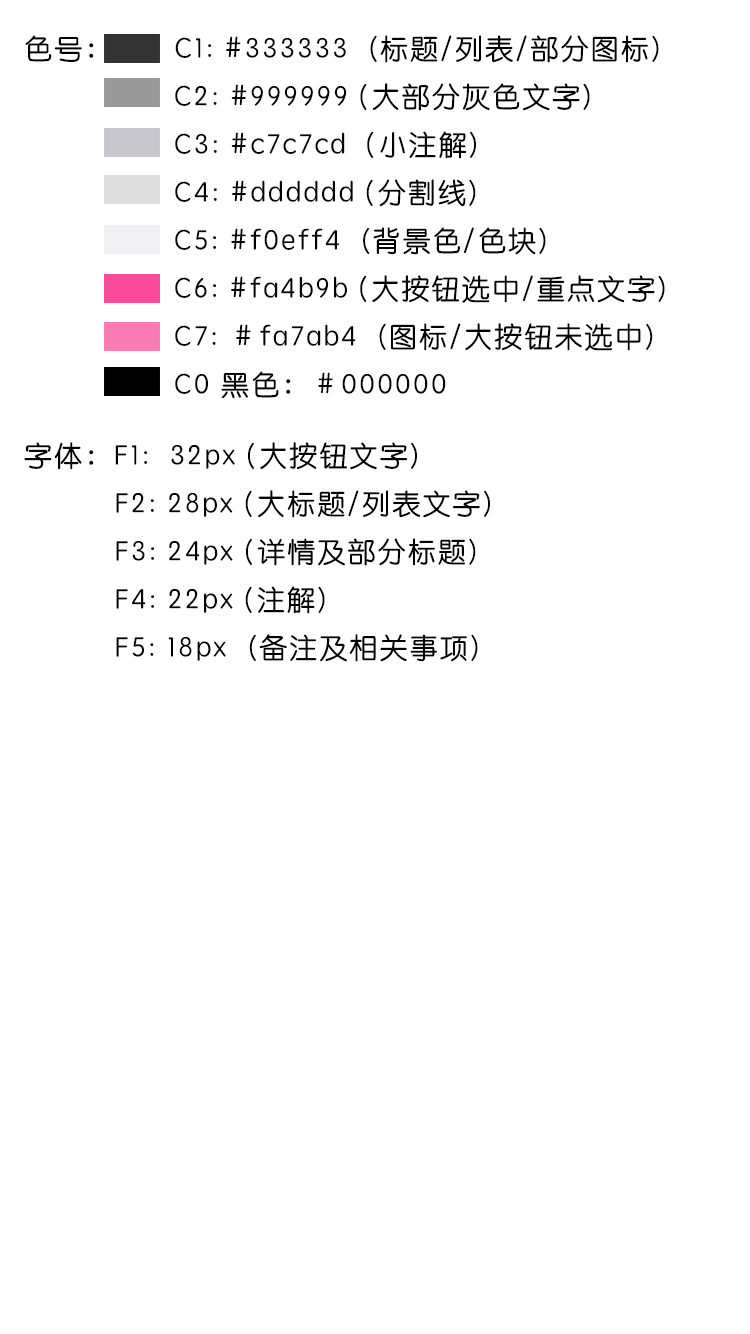 色号: C1: #333333 (标题/列表/部分图标)
C2: #999999 (大部分灰色文字)
C3: #c7c7cd (小注解)
C4: #dddddd (分割线)
C5: #f0eff4 (背景色/色块)
C6: #fa4b9b (大按钮选中/重点文字)
C7: # fa7ab4 (图标/大按钮未选中)
C0 黑色: # 000000
字体: F1: 32px (大按钮文字)
F2: 28px (大标题/列表文字)
F3: 24px (详情及部分标题)
F4: 22px (注解)
F5: 18px (备注及相关事项)